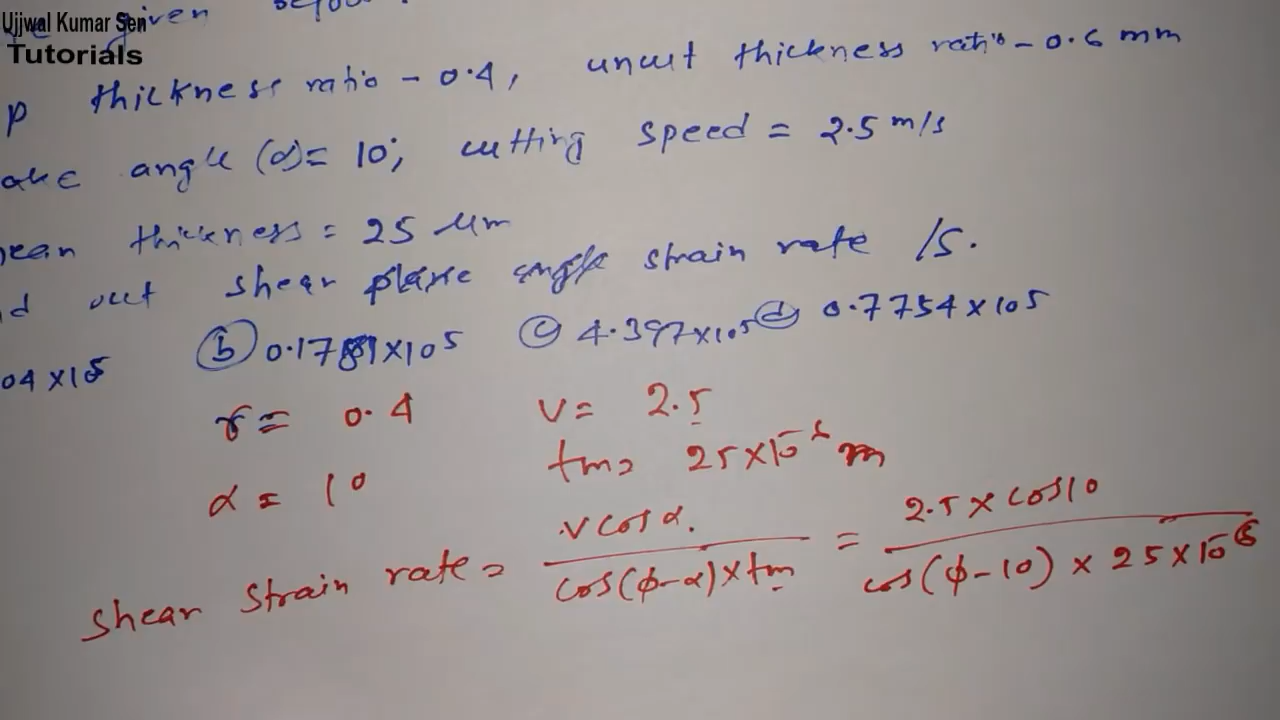 Ujjwal Kumar Sen
Tutorials
given
p thickness ratio - 0.4, uncut thickness ratio - 0.6 mm
ake angle (α) = 10°, cutting speed = 2.5 m/s
thickness = 25 μm
d out shear plane angle strain rate /s.
04 × 10⁵ (b) 0.1781 × 10⁵ (c) 4.397 × 10⁵ (d) 0.7754 × 10⁵
r = 0.4 V = 2.5
α = 10 tm = 25 × 10⁻⁶ m
Shear strain rate = V cos α / cos(φ - α) × tm = 2.5 × cos 10 / cos(φ - 10) × 25 × 10⁻⁶